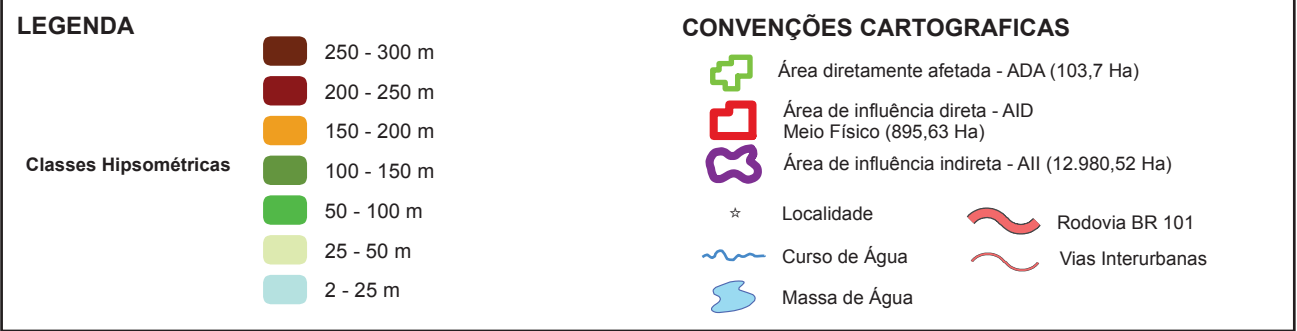 LEGENDA
250 - 300 m
200 - 250 m
150 - 200 m
Classes Hipsométricas
100 - 150 m
50 - 100 m
25 - 50 m
2 - 25 m
CONVENÇÕES CARTOGRAFICAS
Área diretamente afetada - ADA (103,7 Ha)
Área de influência direta - AID
Meio Físico (895,63 Ha)
Área de influência indireta - AII (12.980,52 Ha)
Localidade
Curso de Água
Massa de Água
Rodovia BR 101
Vias Interurbanas